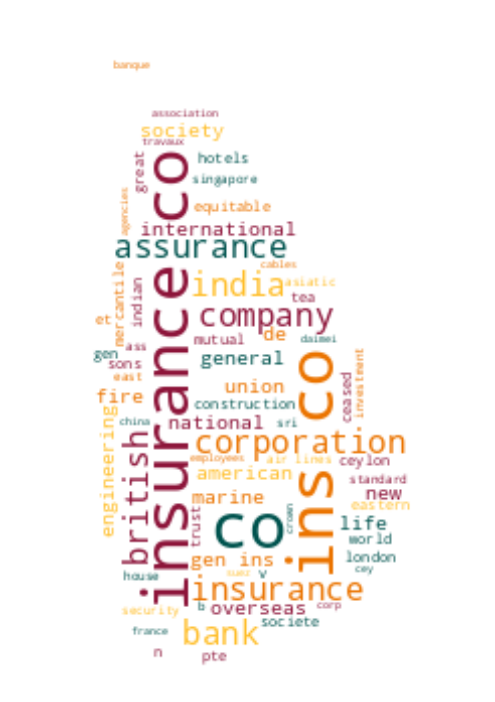 banque
association
society
travaux
great
insurance co
hotels
singapore
agencies
equitable
international
assurance
cables
mercantile
indian
india
asiatic
tea
et
company
ass
mutual
de
daimei
gen
sons
general
ins co
east
fire
union
ceased
investment
construction
engineering
china
national
sri
british
corporation
employees
air lines
ceylon
american
standard
marine
new
eastern
trust
co
crown
life
world
gen ins
london
house
suez
v
cey
insurance
security
b
overseas
corp
france
bank
societe
n
pte